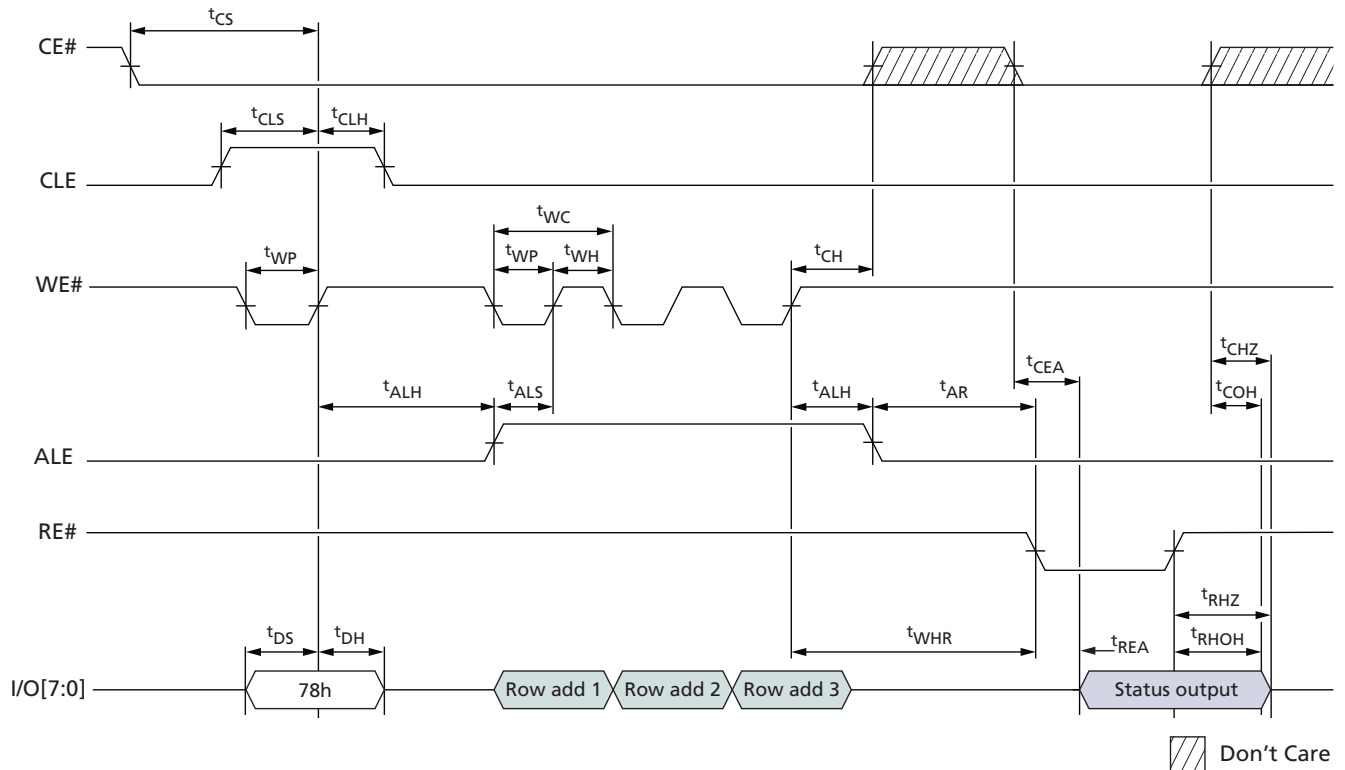 tCS
CE#
tCLS
tCLH
CLE
tWC
tWP
tWP
tWH
tCH
WE#
tCHZ
tCEA
tALH
tALS
tALH
tAR
tCOH
ALE
RE#
tRHZ
tDS
tDH
tWHR
tREA
tRHOH
I/O[7:0]
78h
Row add 1
Row add 2
Row add 3
Status output
Don't Care